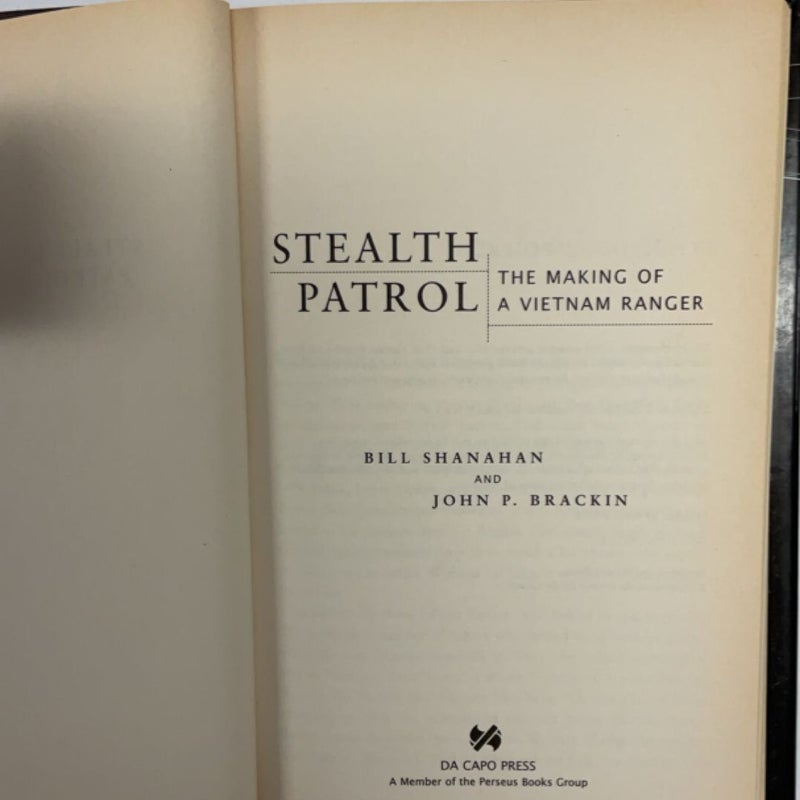 STEALTH
PATROL
THE MAKING OF
A VIETNAM RANGER
BILL SHANAHAN
AND
JOHN P. BRACKIN
DA CAPO PRESS
A Member of the Perseus Books Group